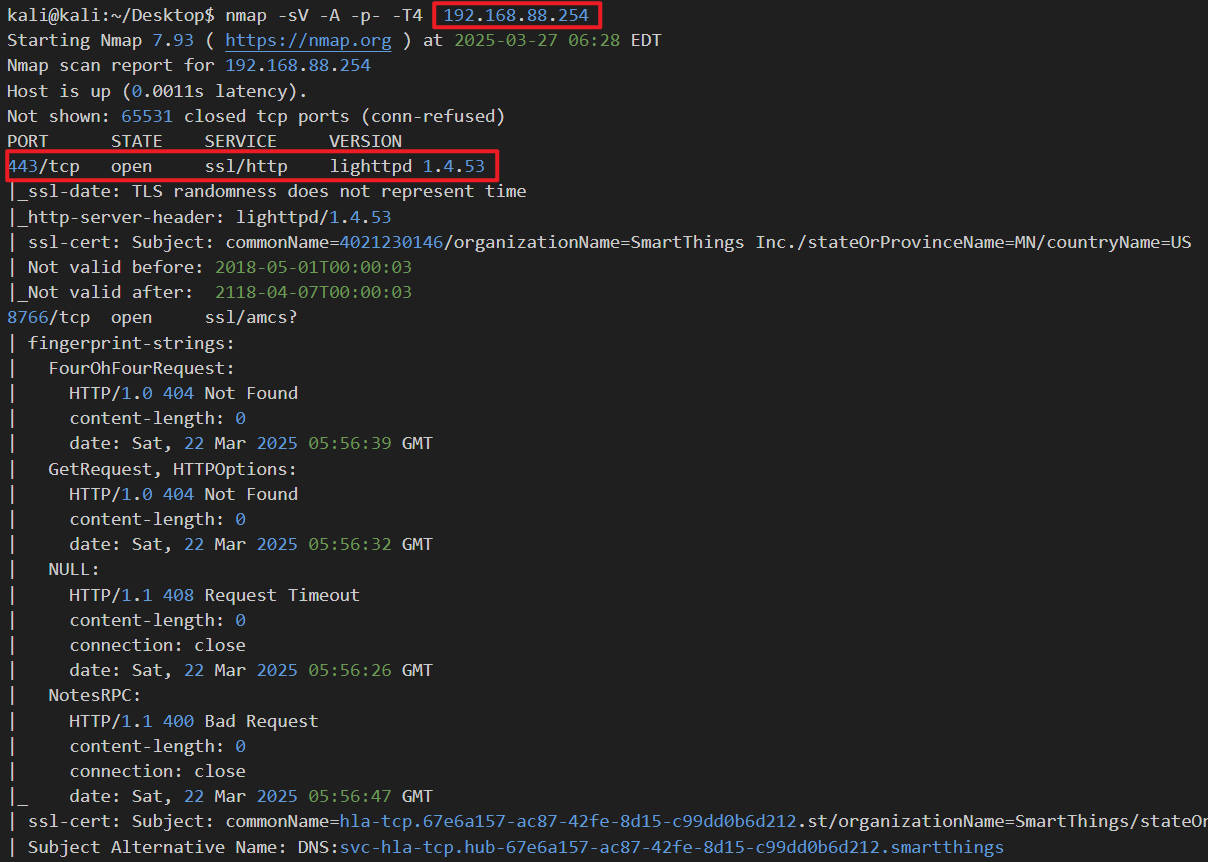 kali@kali:~/Desktop$ nmap -sV -A -p- -T4 192.168.88.254
Starting Nmap 7.93 ( https://nmap.org ) at 2025-03-27 06:28 EDT
Nmap scan report for 192.168.88.254
Host is up (0.0011s latency).
Not shown: 65531 closed tcp ports (conn-refused)
PORT     STATE    SERVICE     VERSION
443/tcp   open     ssl/http    lighttpd 1.4.53
|_ssl-date: TLS randomness does not represent time
|_http-server-header: lighttpd/1.4.53
| ssl-cert: Subject: commonName=4021230146/organizationName=SmartThings Inc./stateOrProvinceName=MN/countryName=US
| Not valid before: 2018-05-01T00:00:03
|_Not valid after:  2118-04-07T00:00:03
8766/tcp  open     ssl/amcs?
| fingerprint-strings:
|   FourOhFourRequest:
|     HTTP/1.0 404 Not Found
|     content-length: 0
|     date: Sat, 22 Mar 2025 05:56:39 GMT
|   GetRequest, HTTPOptions:
|     HTTP/1.0 404 Not Found
|     content-length: 0
|     date: Sat, 22 Mar 2025 05:56:32 GMT
|   NULL:
|     HTTP/1.1 408 Request Timeout
|     content-length: 0
|     connection: close
|     date: Sat, 22 Mar 2025 05:56:26 GMT
|   NotesRPC:
|     HTTP/1.1 400 Bad Request
|     content-length: 0
|     connection: close
|_    date: Sat, 22 Mar 2025 05:56:47 GMT
| ssl-cert: Subject: commonName=hla-tcp.67e6a157-ac87-42fe-8d15-c99dd0b6d212.st/organizationName=SmartThings/stateOr
| Subject Alternative Name: DNS:svc-hla-tcp.hub-67e6a157-ac87-42fe-8d15-c99dd0b6d212.smartthings